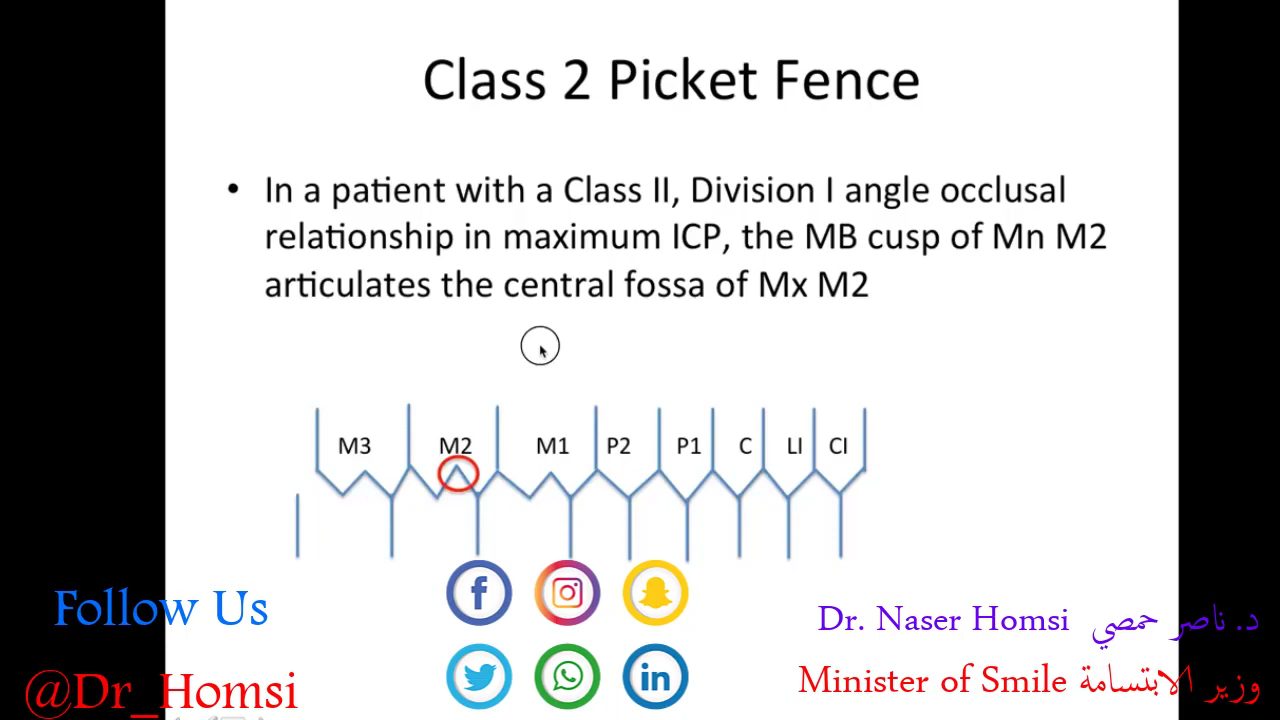 Class 2 Picket Fence
• In a patient with a Class II, Division I angle occlusal
relationship in maximum ICP, the MB cusp of Mn M2
articulates the central fossa of Mx M2
M3 M2 M1 P2 P1 C LI CI
Follow Us
@Dr_Homsi
Dr. Naser Homsi د. ناصر حمصي
Minister of Smile وزير الابتسامة